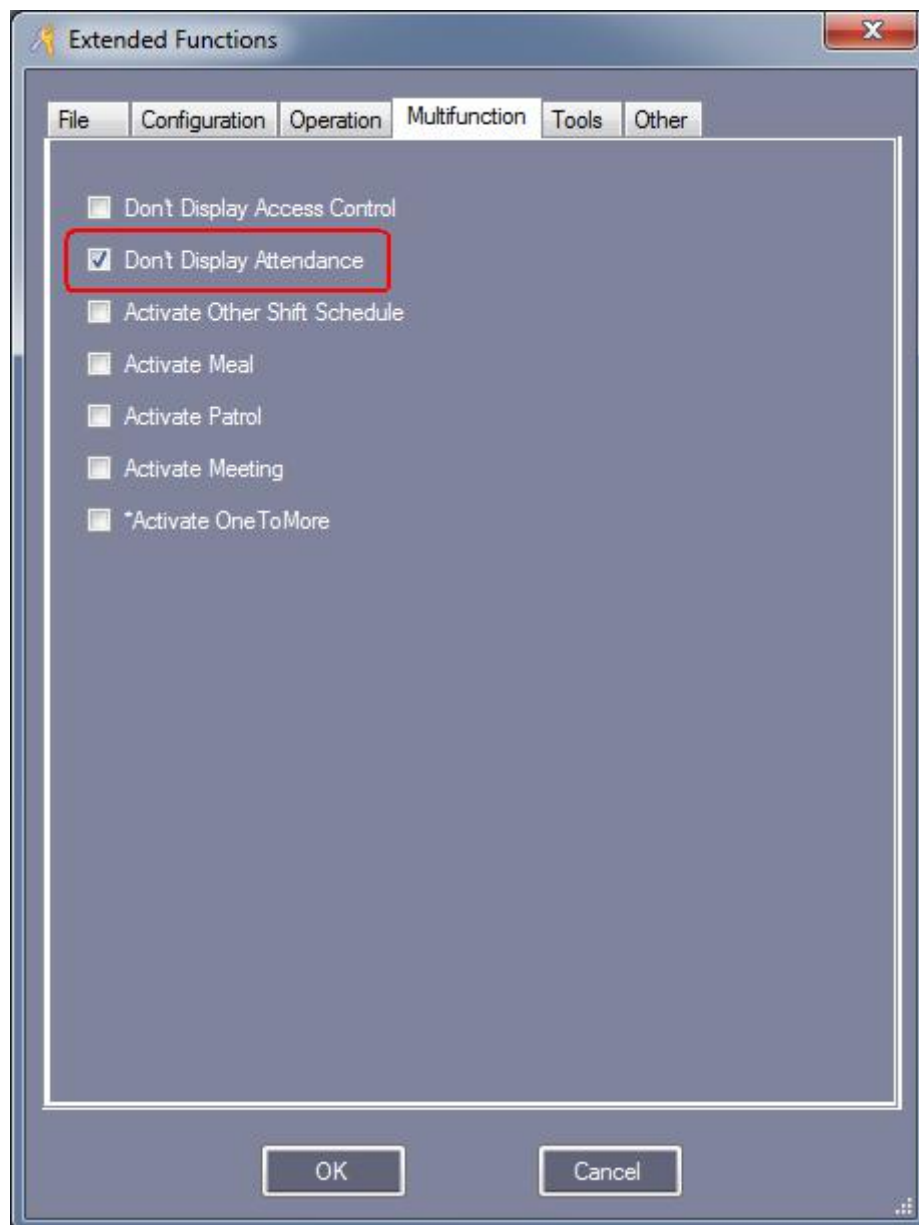 Extended Functions
File Configuration Operation Multifunction Tools Other
Don't Display Access Control
Don't Display Attendance
Activate Other Shift Schedule
Activate Meal
Activate Patrol
Activate Meeting
*Activate OneToMore
OK Cancel